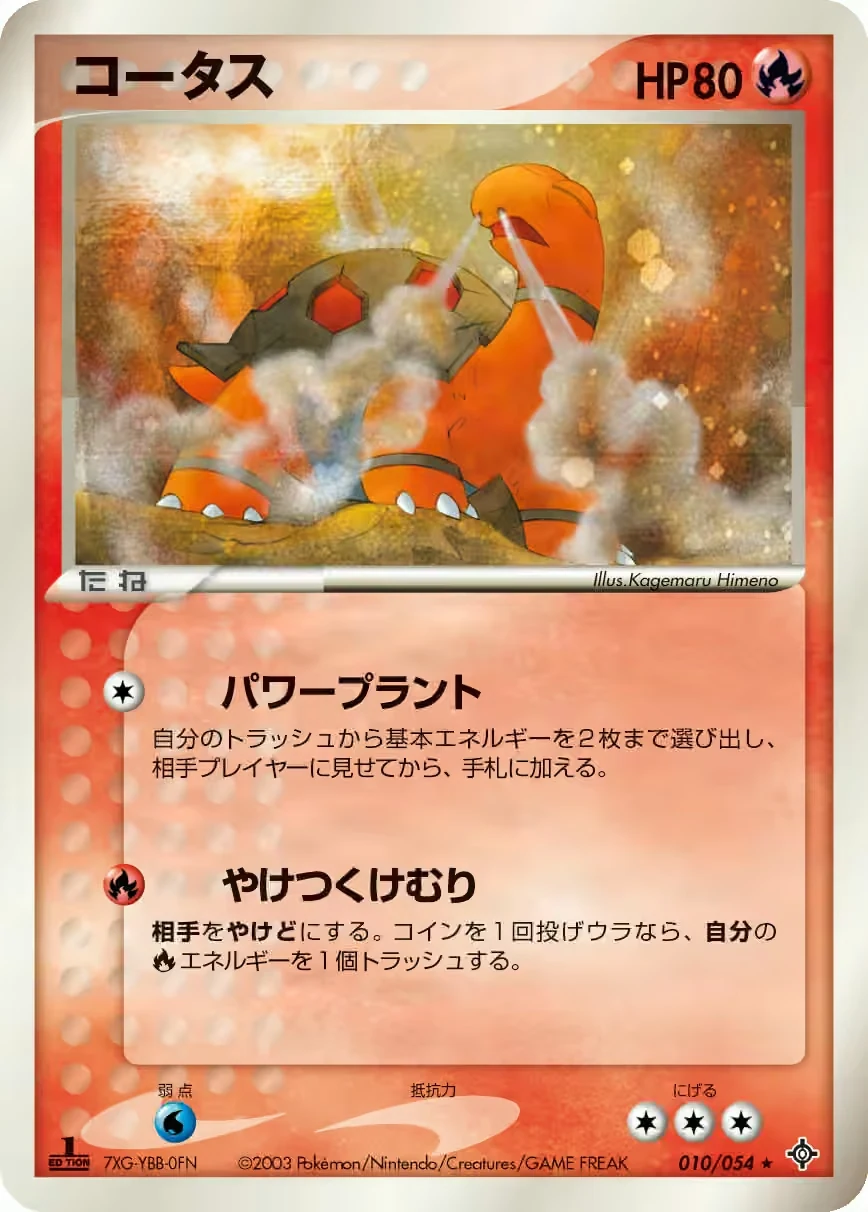 コータス
HP80
たね
Illus.Kagemaru Himeno
パワープラント
自分のトラッシュから基本エネルギーを2枚まで選び出し、
相手プレイヤーに見せてから、手札に加える。
やけつくけむり
相手をやけどにする。コインを1回投げウラなら、自分の
エネルギーを1個トラッシュする。
弱点 抵抗力 にげる
1 EDITION 7XG-YBB-0FN ©2003 Pokémon/Nintendo/Creatures/GAME FREAK 010/054 ★